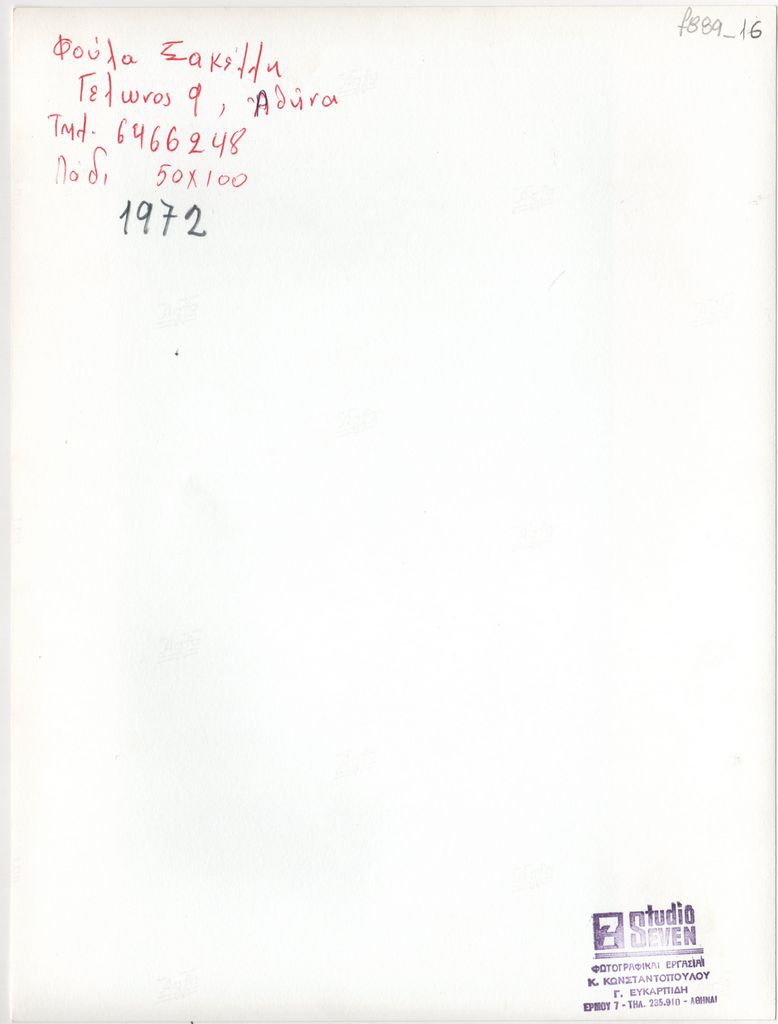 f889_16
Φούλα Σακέλλη
Γέλωνος 9, Αθήνα
Τηλ. 6466248
Λάδι 50X100
1972
7 Studio
SEVEN
ΦΩΤΟΓΡΑΦΙΚΑΙ ΕΡΓΑΣΙΑΙ
Κ. ΚΩΝΣΤΑΝΤΟΠΟΥΛΟΥ
Γ. ΕΥΚΑΡΠΙΔΗ
ΕΡΜΟΥ 7 - ΤΗΛ. 235.910 - ΑΘΗΝΑΙ